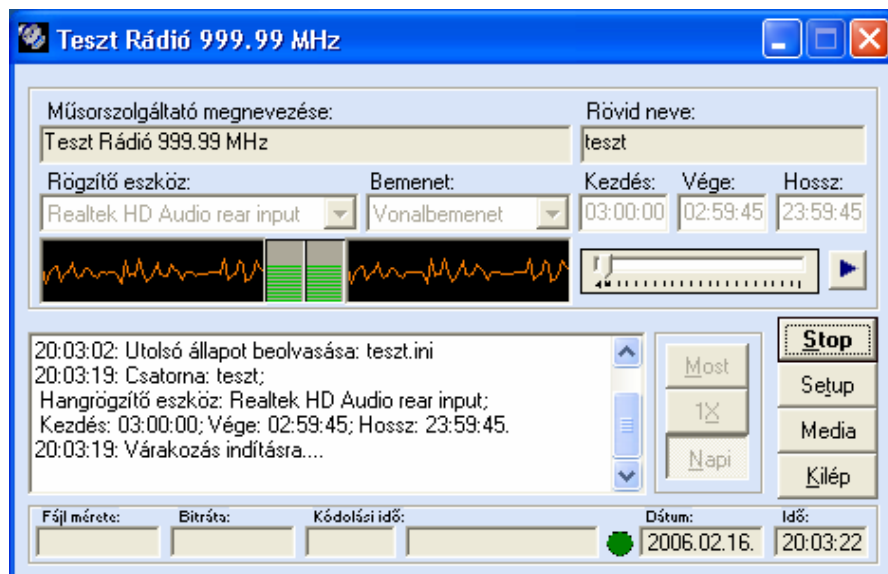 Teszt Rádió 999.99 MHz
Műsorszolgáltató megnevezése: Rövid neve:
Teszt Rádió 999.99 MHz teszt
Rögzítő eszköz: Bemenet: Kezdés: Vége: Hossz:
Realtek HD Audio rear input Vonalbemenet 03:00:00 02:59:45 23:59:45
20:03:02: Utolsó állapot beolvasása: teszt.ini
20:03:19: Csatorna: teszt;
Hangrögzítő eszköz: Realtek HD Audio rear input;
Kezdés: 03:00:00; Vége: 02:59:45; Hossz: 23:59:45.
20:03:19: Várakozás indításra....
Most
1X
Napi
Stop
Setup
Media
Kilép
Fájl mérete: Bitráta: Kódolási idő: Dátum: Idő:
2006.02.16. 20:03:22